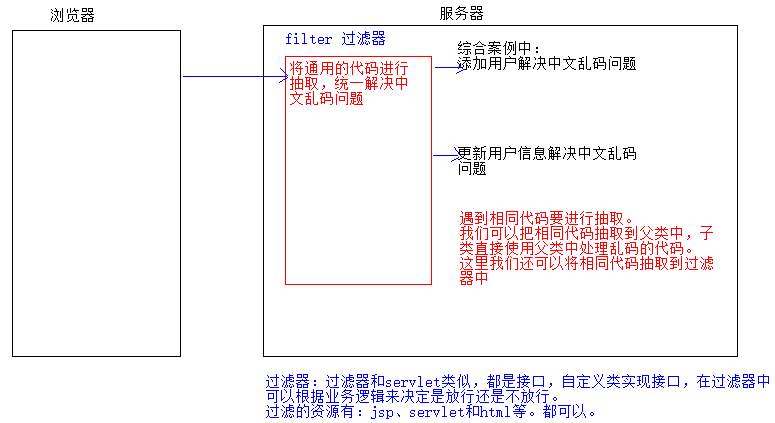 浏览器
服务器
filter 过滤器
将通用的代码进行
抽取，统一解决中
文乱码问题
综合案例中：
添加用户解决中文乱码问题
更新用户信息解决中文乱码
问题
遇到相同代码要进行抽取。
我们可以把相同代码抽取到父类中，子
类直接使用父类中处理乱码的代码。
这里我们还可以将相同代码抽取到过滤
器中
过滤器：过滤器和servlet类似，都是接口，自定义类实现接口，在过滤器中
可以根据业务逻辑来决定是放行还是不放行。
过滤的资源有：jsp、servlet和html等。都可以。